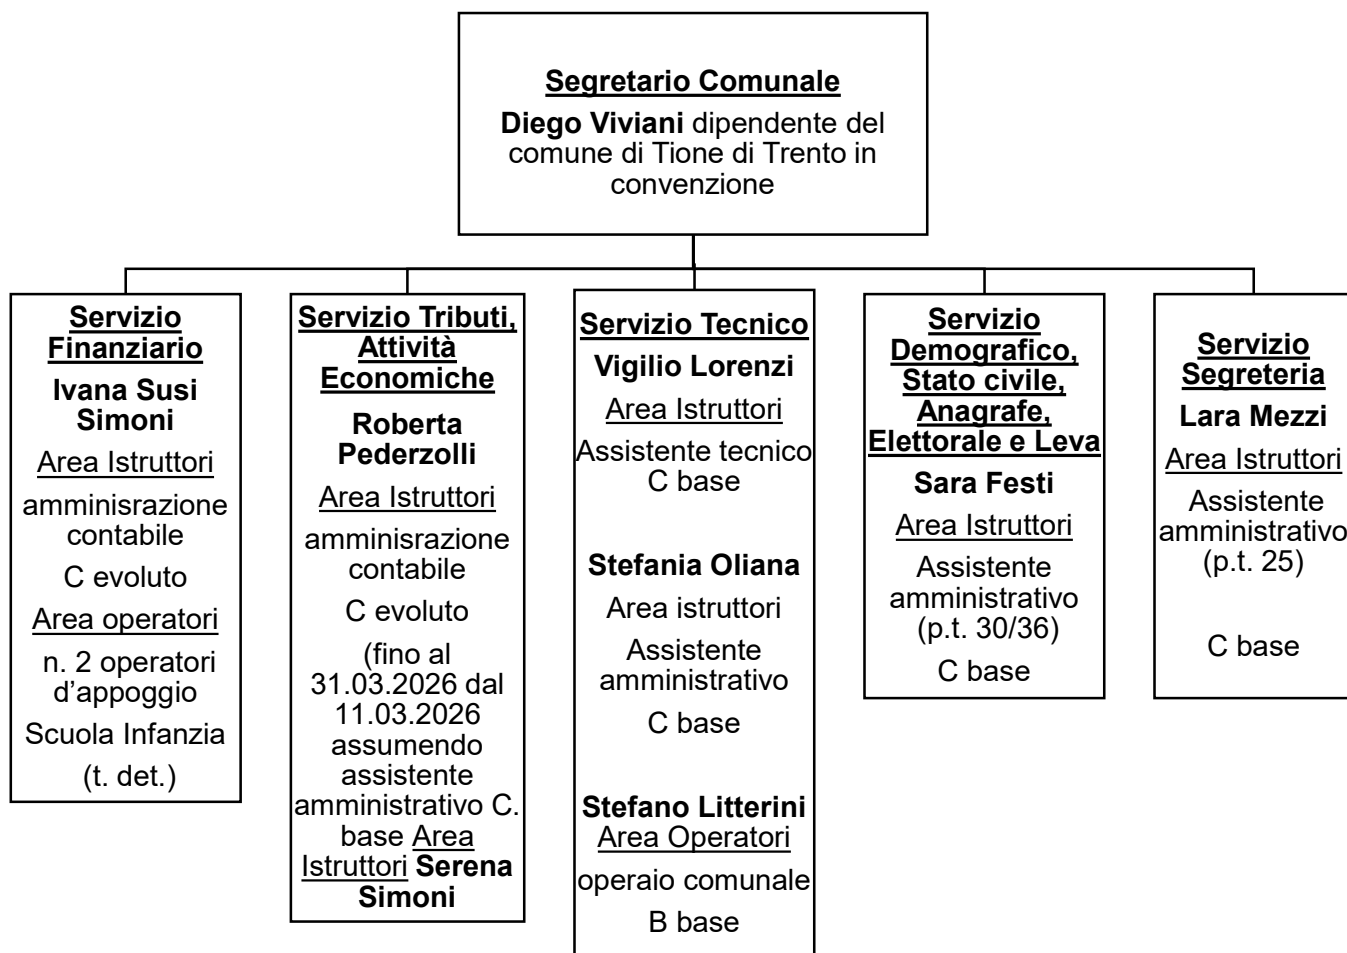 Segretario Comunale
Diego Viviani dipendente del
comune di Tione di Trento in
convenzione
Servizio
Finanziario
Ivana Susi
Simoni
Area Istruttori
amminisrazione
contabile
C evoluto
Area operatori
n. 2 operatori
d’appoggio
Scuola Infanzia
(t. det.)
Servizio Tributi,
Attività
Economiche
Roberta
Pederzolli
Area Istruttori
amminisrazione
contabile
C evoluto
(fino al
31.03.2026 dal
11.03.2026
assumendo
assistente
amministrativo C.
base Area
Istruttori Serena
Simoni
Servizio Tecnico
Vigilio Lorenzi
Area Istruttori
Assistente tecnico
C base
Stefania Oliana
Area istruttori
Assistente
amministrativo
C base
Stefano Litterini
Area Operatori
operaio comunale
B base
Servizio
Demografico,
Stato civile,
Anagrafe,
Elettorale e Leva
Sara Festi
Area Istruttori
Assistente
amministrativo
(p.t. 30/36)
C base
Servizio
Segreteria
Lara Mezzi
Area Istruttori
Assistente
amministrativo
(p.t. 25)
C base